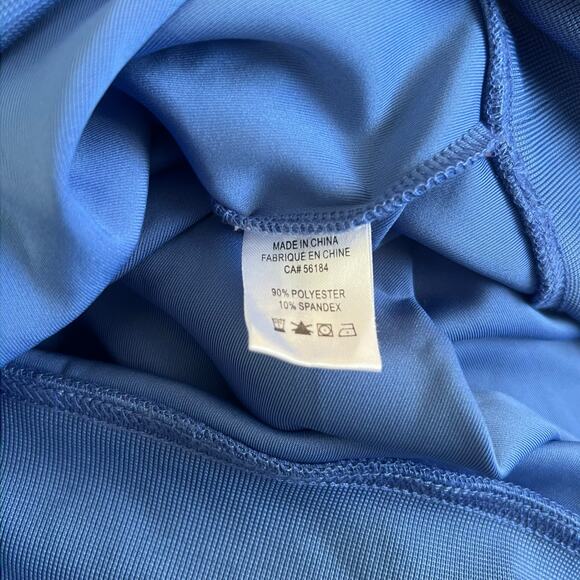 MADE IN CHINA
FABRIQUE EN CHINE
CA# 56184
90% POLYESTER
10% SPANDEX